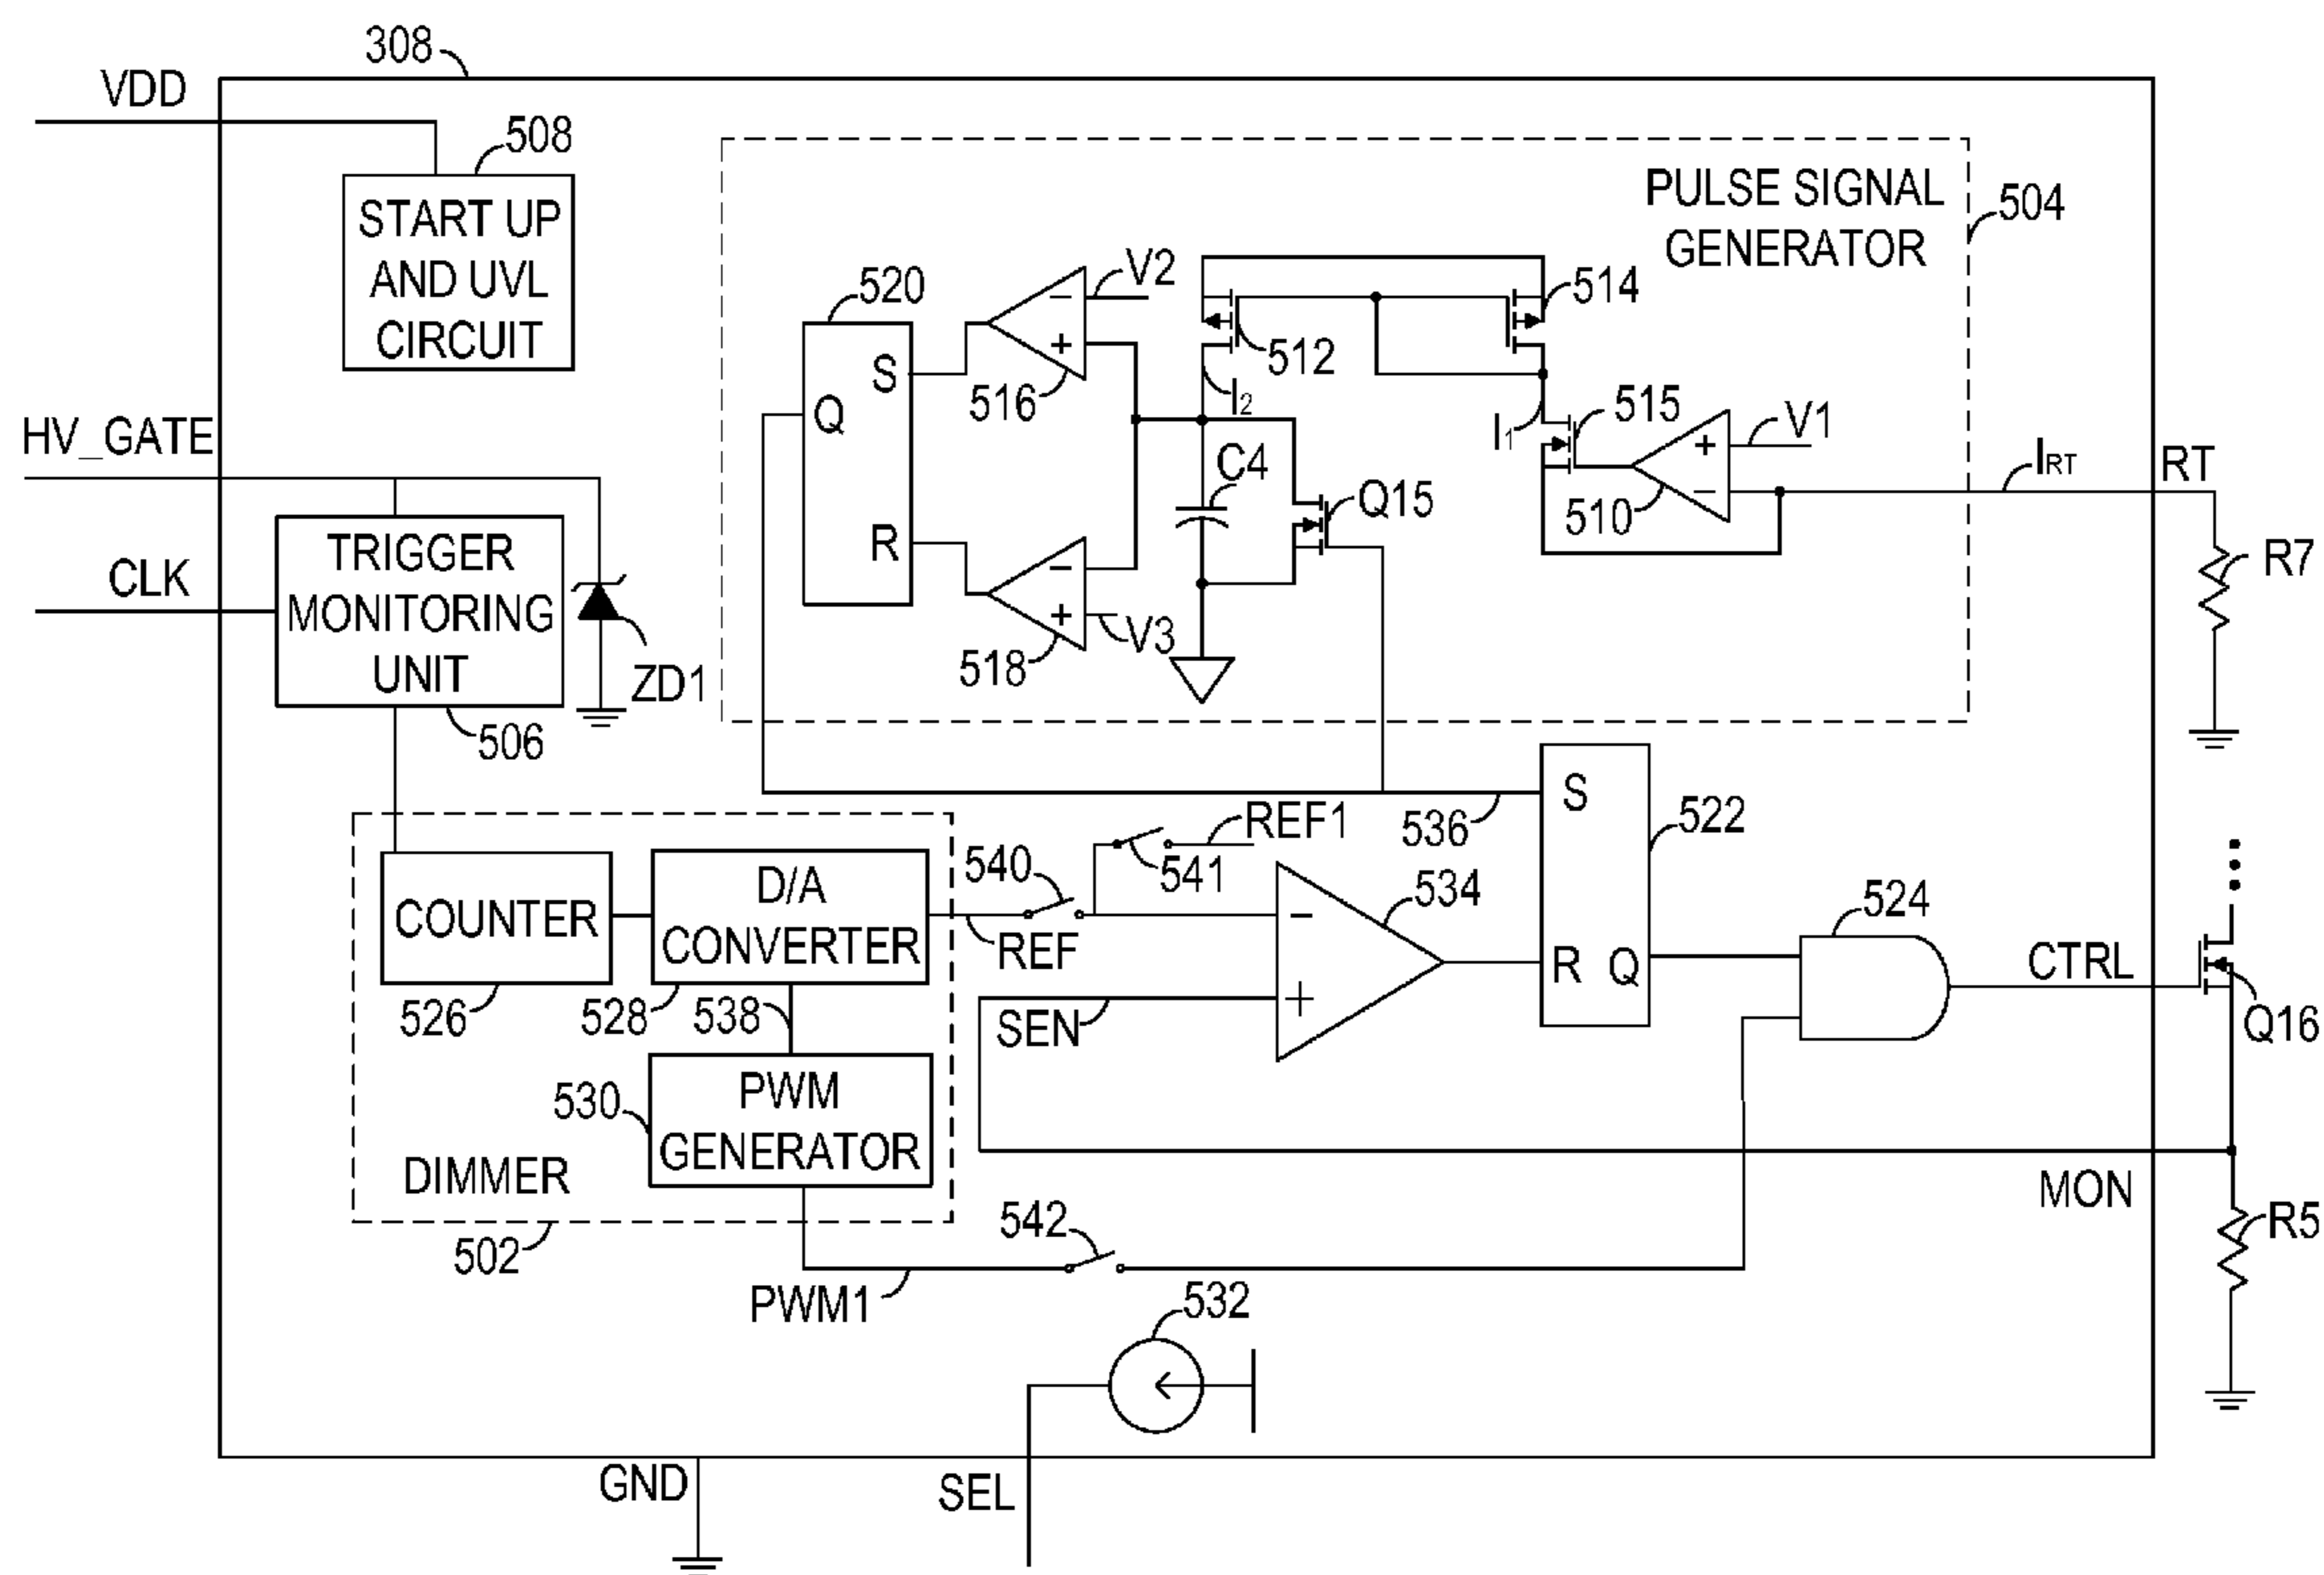 308
VDD
508
START UP
AND UVL
CIRCUIT
PULSE SIGNAL
GENERATOR
504
520
V2
514
S
−
+
516
512
Q
I2
515
I1
V1
+
−
510
IRT
RT
HV_GATE
C4
Q15
R7
CLK
TRIGGER
MONITORING
UNIT
R
−
+
V3
518
ZD1
506
S
522
536
REF1
541
540
534
524
COUNTER
D/A
CONVERTER
REF
−
+
SEN
R
Q
CTRL
Q16
526
528
538
530
PWM
GENERATOR
DIMMER
502
MON
R5
542
PWM1
532
GND
SEL